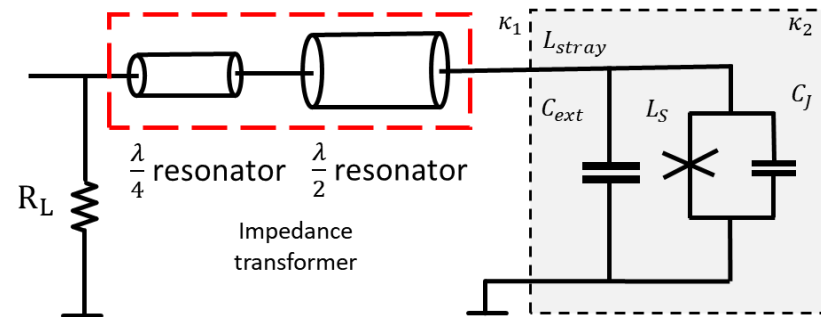 κ₁
κ₂
L_stray
C_ext
L_S
C_J
λ/4 resonator
λ/2 resonator
R_L
Impedance
transformer